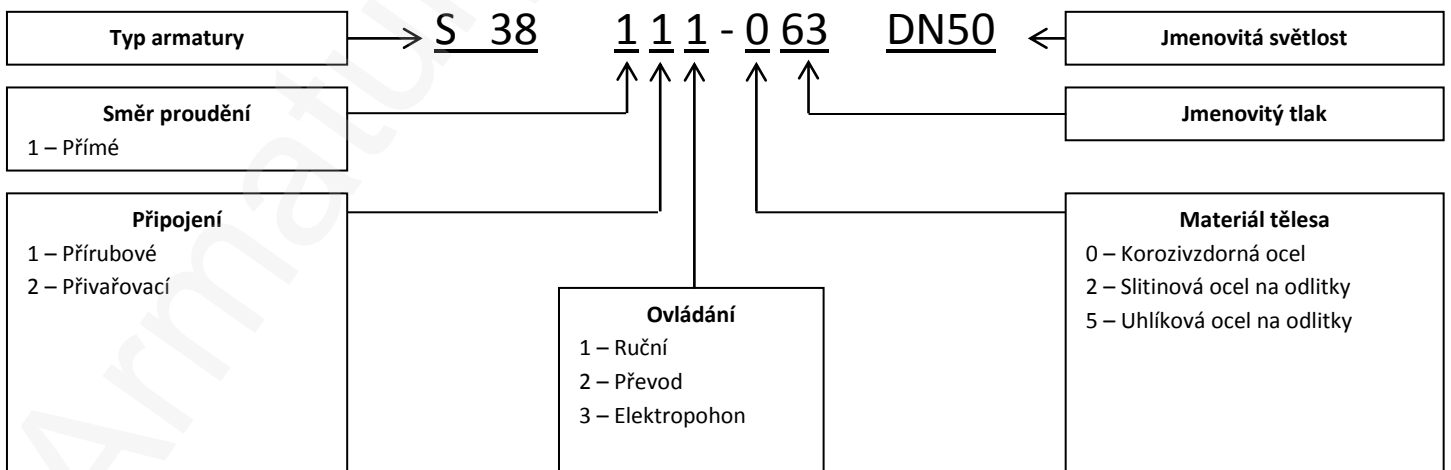 Typ armatury
S 38 1 1 1 - 0 63 DN50
Jmenovitá světlost
Směr proudění
1 – Přímé
Jmenovitý tlak
Připojení
1 – Přírubové
2 – Přivařovací
Ovládání
1 – Ruční
2 – Převod
3 – Elektropohon
Materiál tělesa
0 – Korozivzdorná ocel
2 – Slitinová ocel na odlitky
5 – Uhlíková ocel na odlitky
Armatu